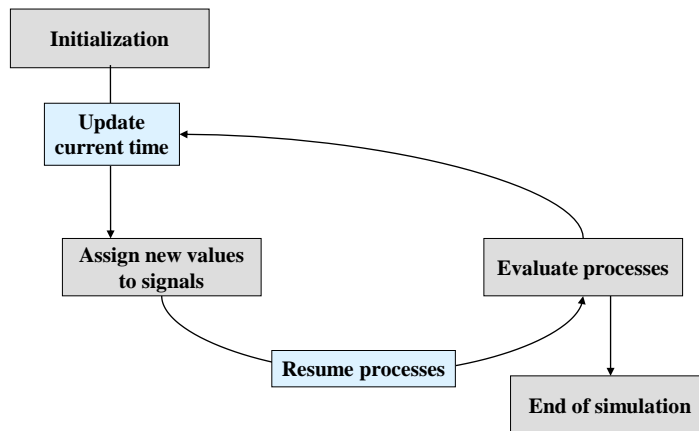 Initialization
Update
current time
Assign new values
to signals
Evaluate processes
Resume processes
End of simulation